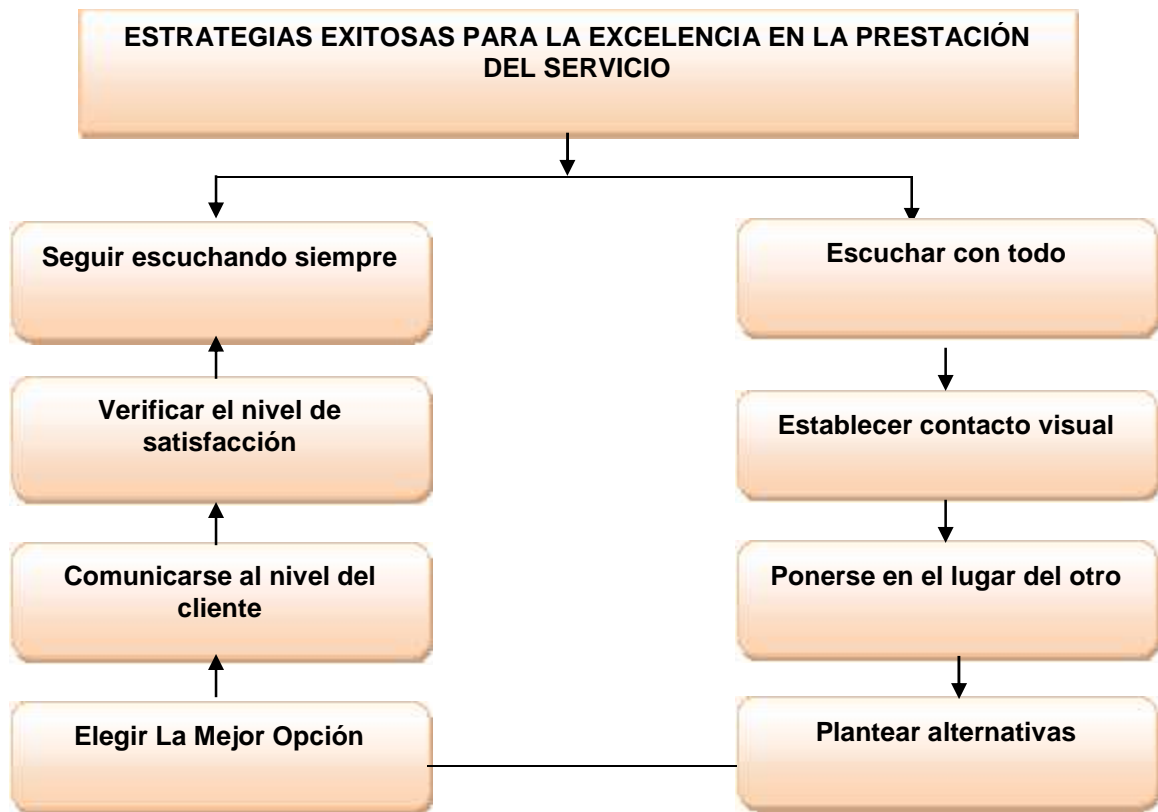 ESTRATEGIAS EXITOSAS PARA LA EXCELENCIA EN LA PRESTACIÓN
DEL SERVICIO
Seguir escuchando siempre
Escuchar con todo
Verificar el nivel de
satisfacción
Establecer contacto visual
Comunicarse al nivel del
cliente
Ponerse en el lugar del otro
Elegir La Mejor Opción
Plantear alternativas